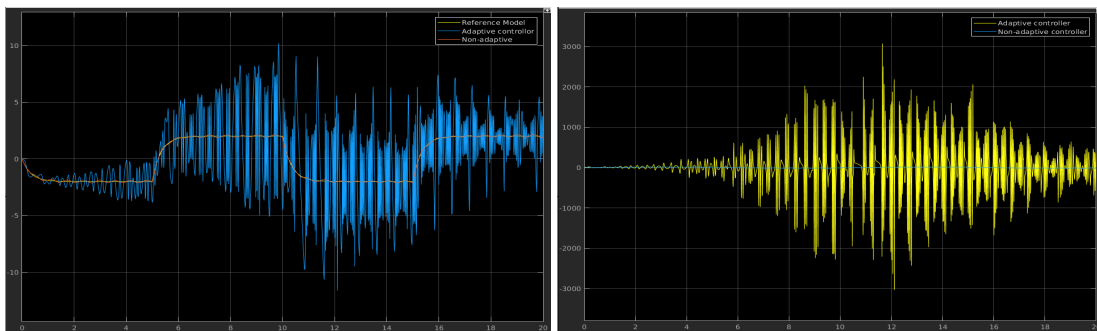 Reference Model
Adaptive controllor
Non-adaptive
10
5
0
-5
-10
0 2 4 6 8 10 12 14 16 18 20
Adaptive controller
Non-adaptive controller
3000
2000
1000
0
-1000
-2000
-3000
0 2 4 6 8 10 12 14 16 18 20